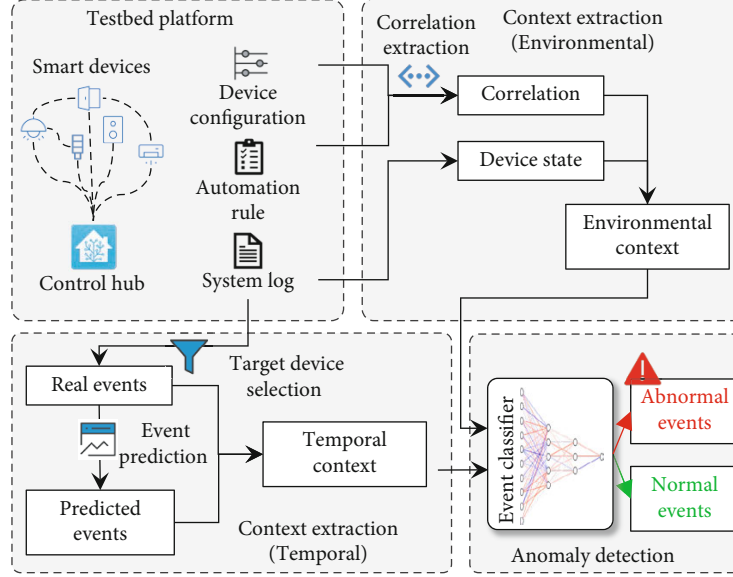 Testbed platform
Smart devices
Device
configuration
Automation
rule
System log
Control hub
Correlation
extraction
Context extraction
(Environmental)
Correlation
Device state
Environmental
context
Target device
selection
Real events
Event
prediction
Predicted
events
Temporal
context
Context extraction
(Temporal)
Event classifier
Abnormal
events
Normal
events
Anomaly detection